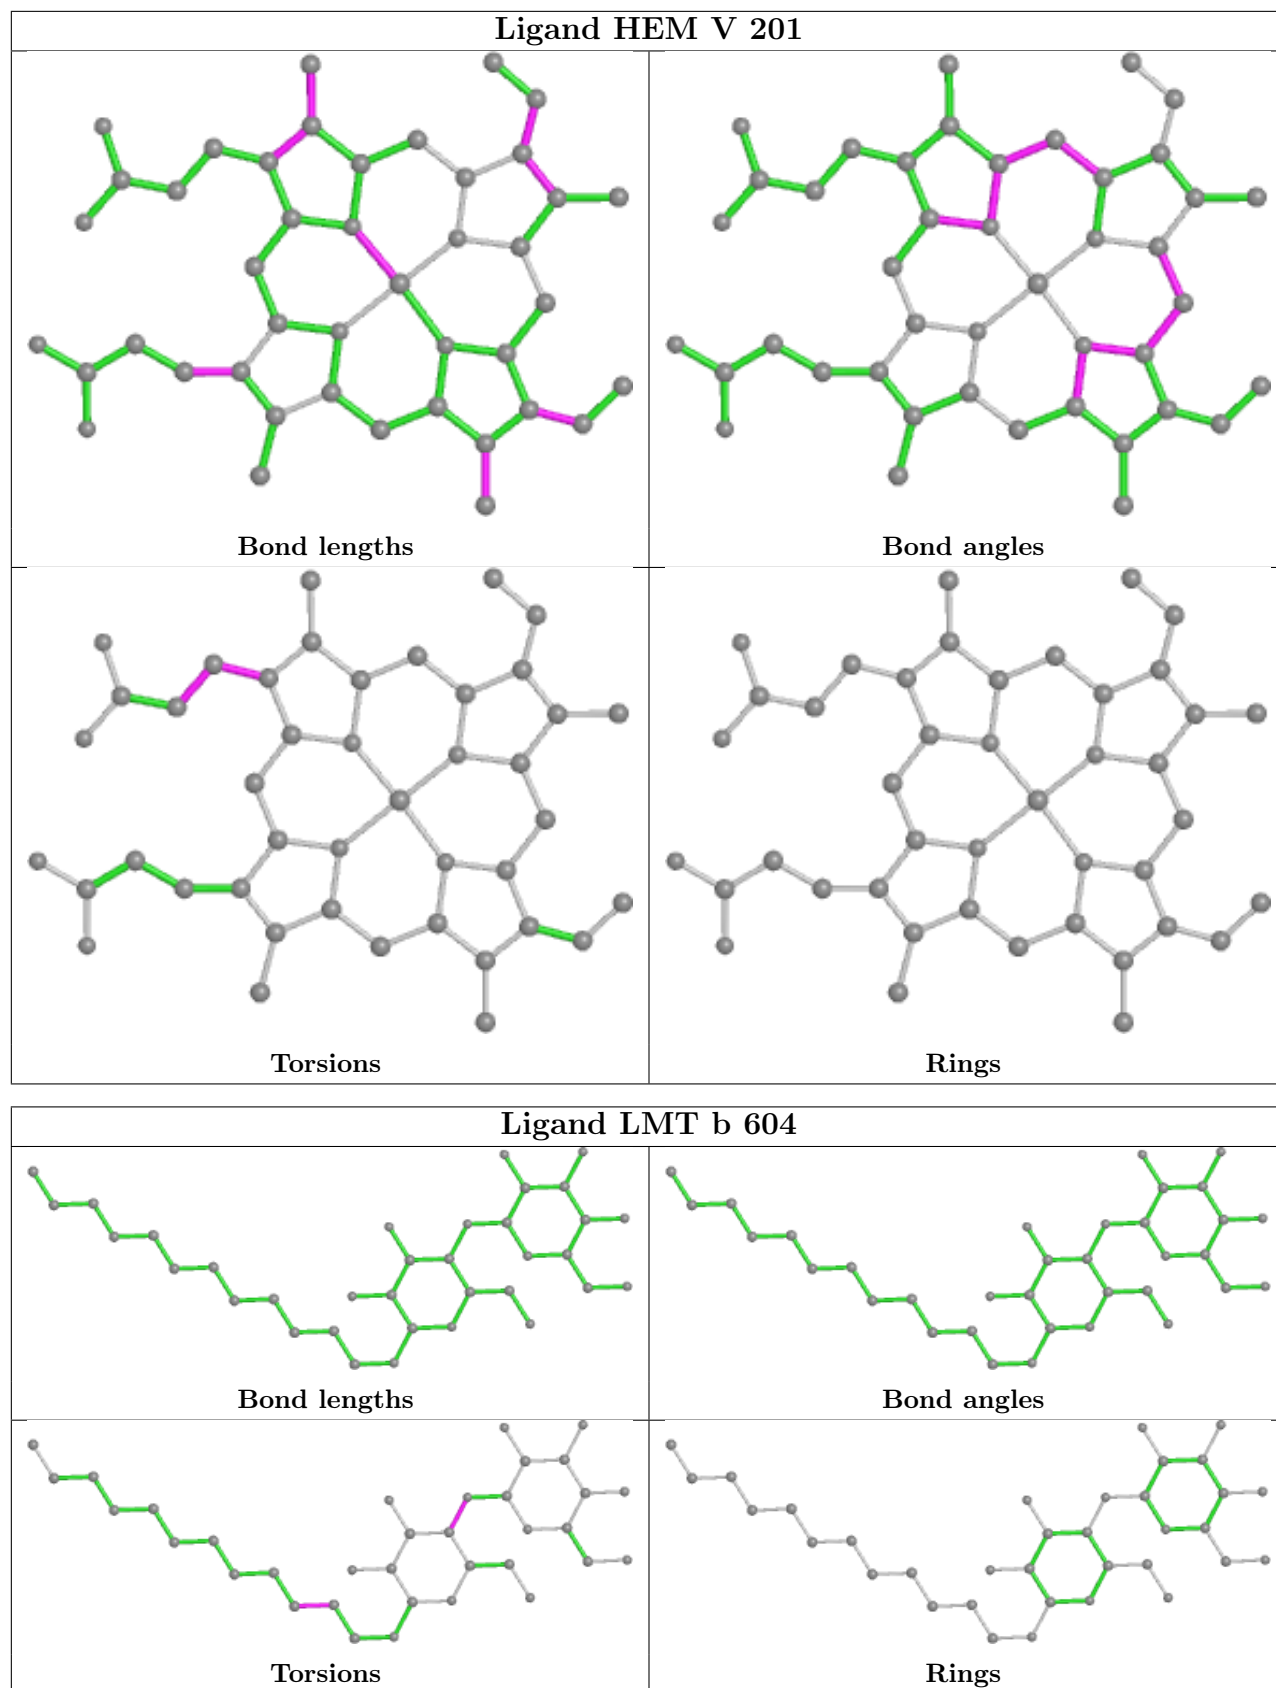 Ligand HEM V 201
Bond lengths
Bond angles
Torsions
Rings
Ligand LMT b 604
Bond lengths
Bond angles
Torsions
Rings